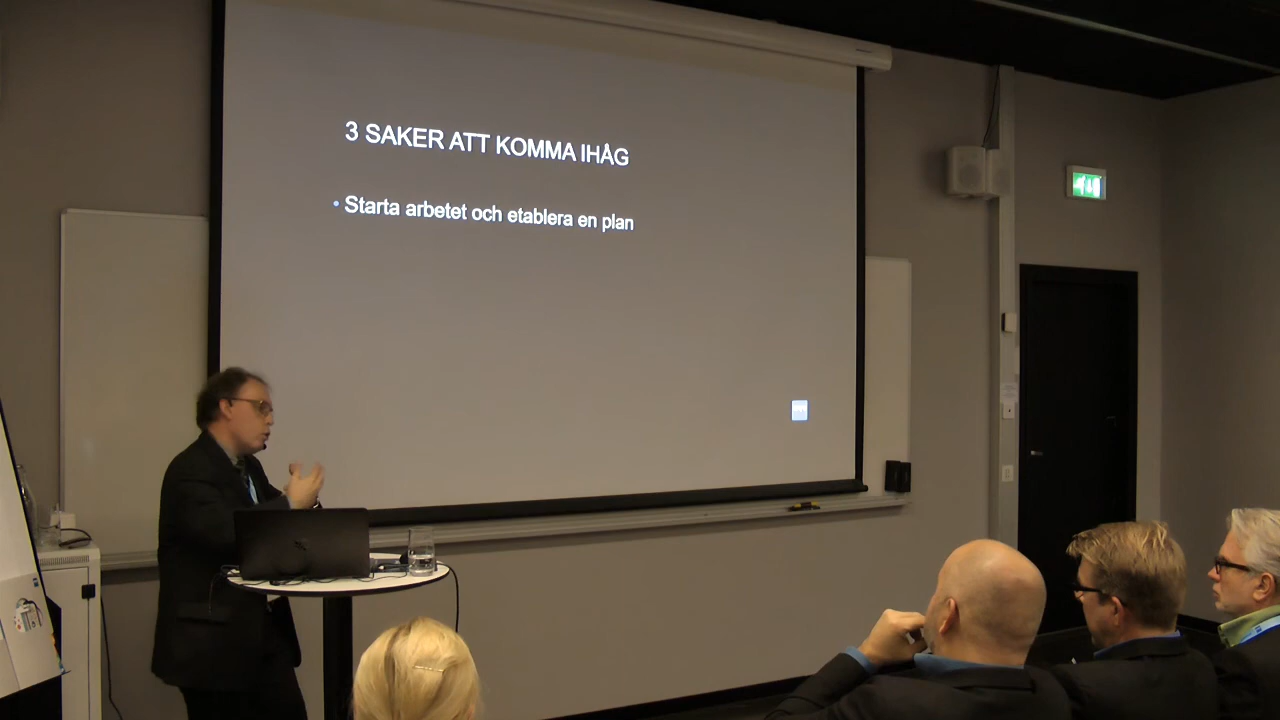 3 SAKER ATT KOMMA IHÅG
• Starta arbetet och etablera en plan